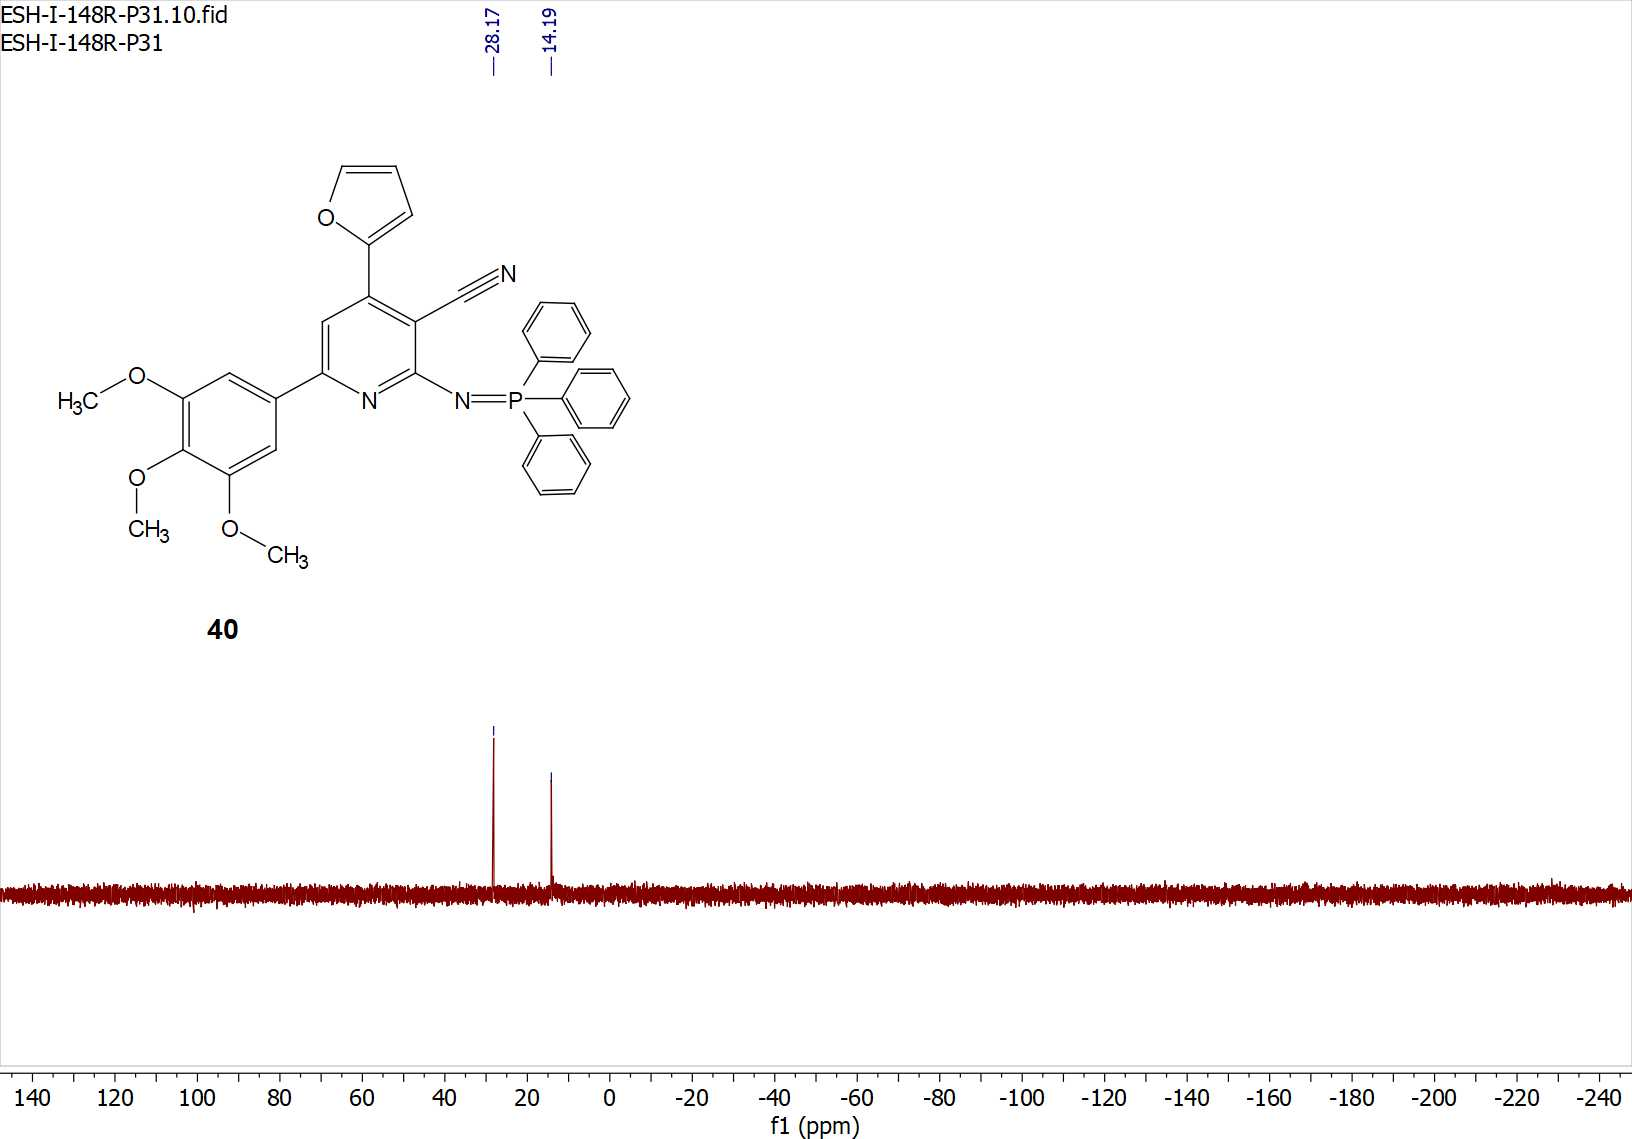 ESH-I-148R-P31.10.fid
ESH-I-148R-P31
—28.17
—14.19
O
N
N
N=P
O
H3C
O
CH3
O
CH3
40
140 120 100 80 60 40 20 0 -20 -40 -60 -80 -100 -120 -140 -160 -180 -200 -220 -240
f1 (ppm)